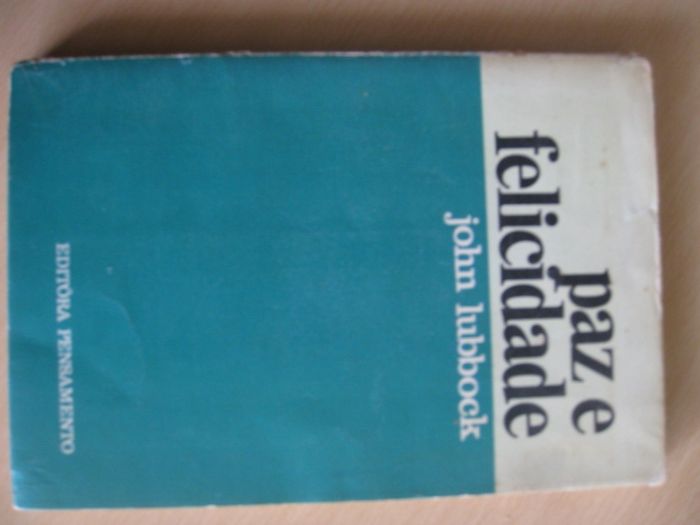 paz e
felicidade
john lubbock
EDITÔRA PENSAMENTO